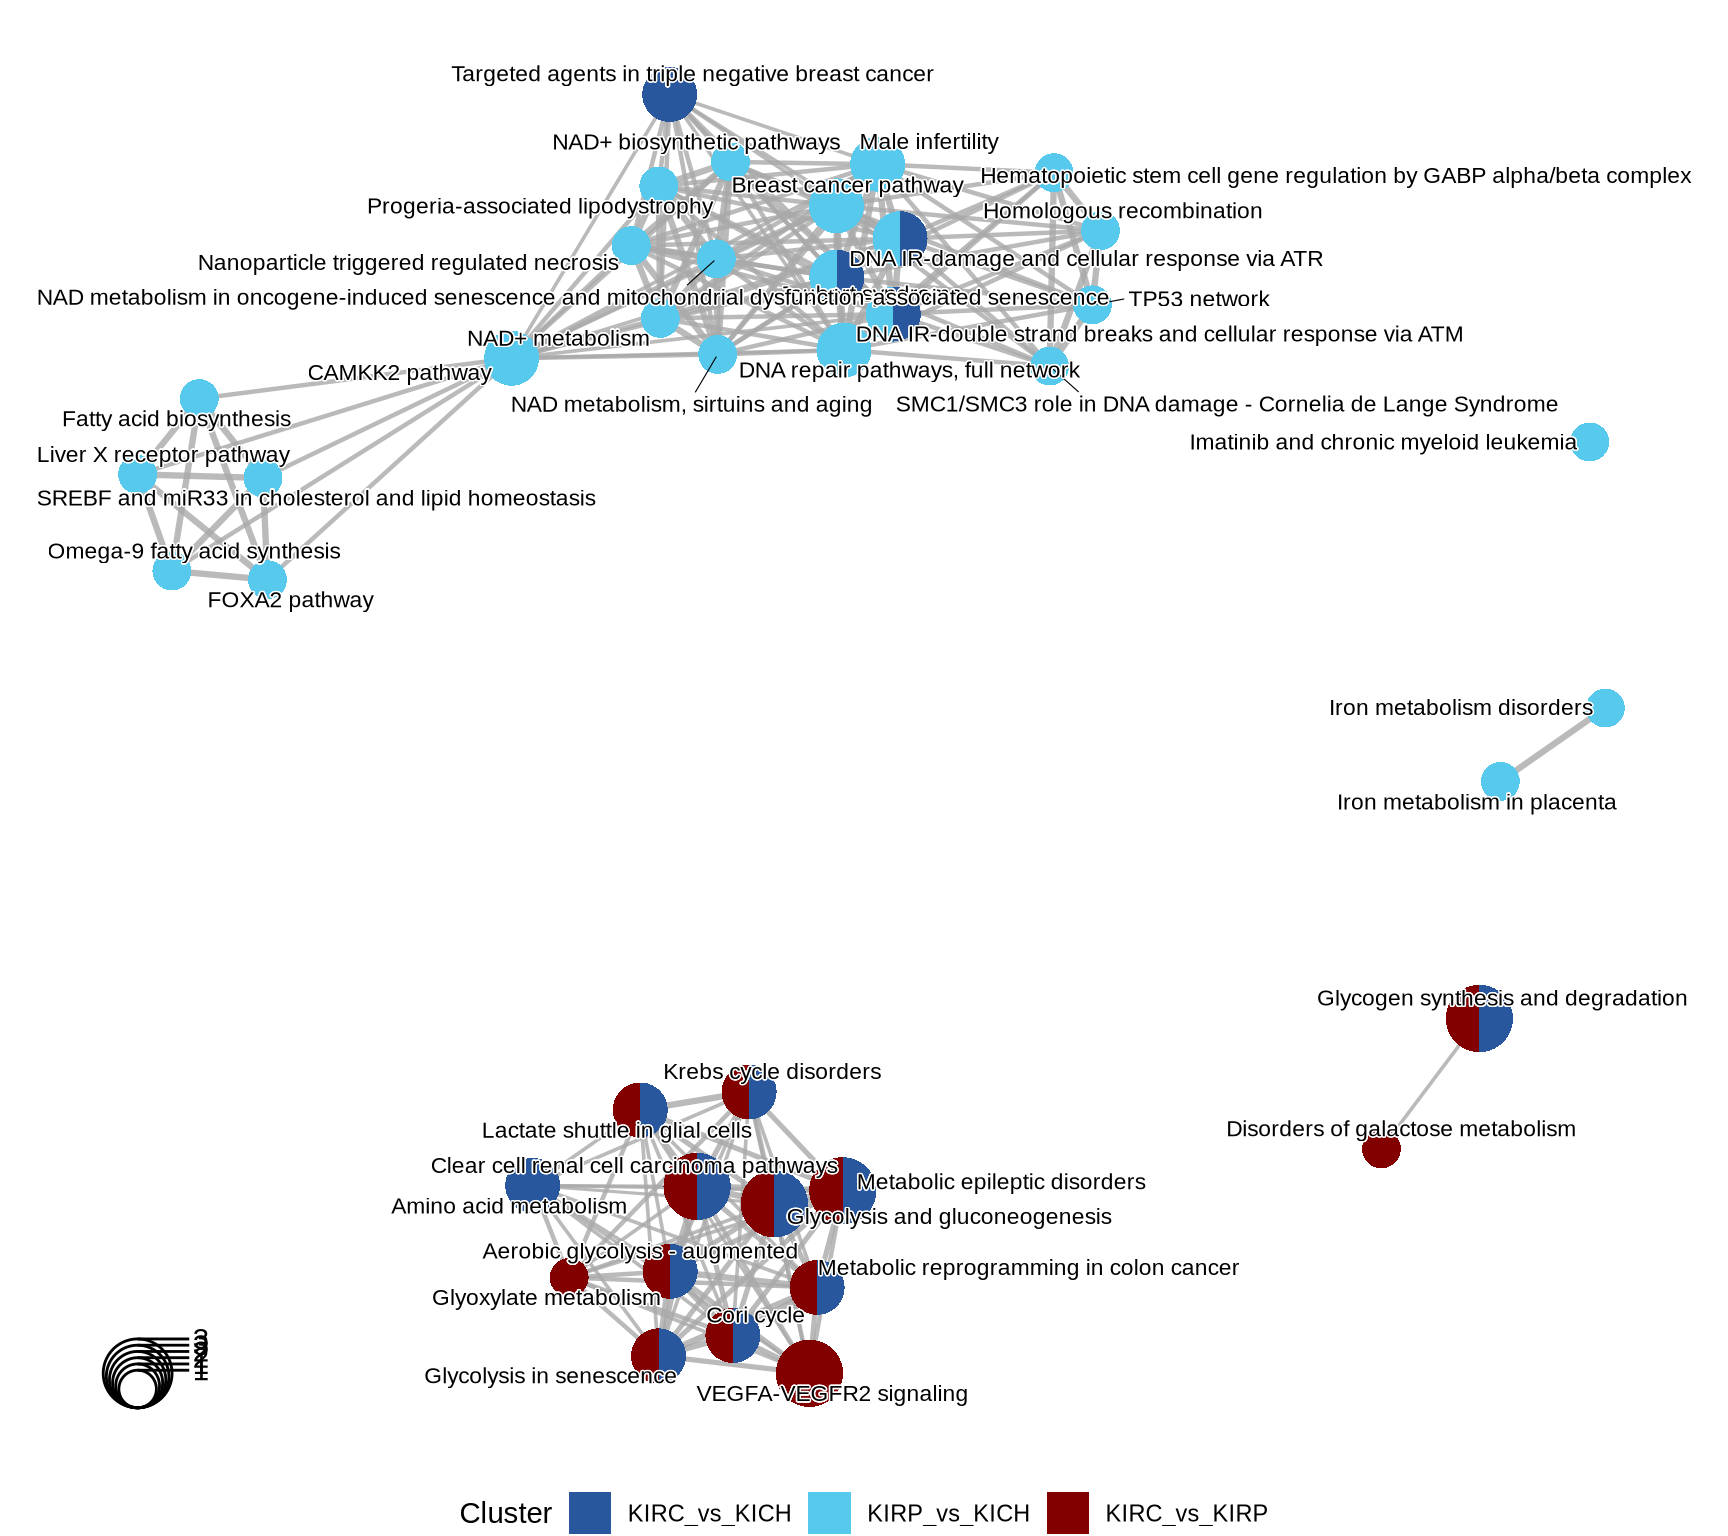 Targeted agents in triple negative breast cancer
NAD+ biosynthetic pathways
Male infertility
Hematopoietic stem cell gene regulation by GABP alpha/beta complex
Breast cancer pathway
Progeria-associated lipodystrophy
Homologous recombination
Nanoparticle triggered regulated necrosis
DNA IR-damage and cellular response via ATR
NAD metabolism in oncogene-induced senescence and mitochondrial dysfunction-associated senescence
TP53 network
NAD+ metabolism
DNA IR-double strand breaks and cellular response via ATM
CAMKK2 pathway
DNA repair pathways, full network
NAD metabolism, sirtuins and aging
SMC1/SMC3 role in DNA damage - Cornelia de Lange Syndrome
Fatty acid biosynthesis
Imatinib and chronic myeloid leukemia
Liver X receptor pathway
SREBF and miR33 in cholesterol and lipid homeostasis
Omega-9 fatty acid synthesis
FOXA2 pathway
Iron metabolism disorders
Iron metabolism in placenta
Glycogen synthesis and degradation
Krebs cycle disorders
Lactate shuttle in glial cells
Disorders of galactose metabolism
Clear cell renal cell carcinoma pathways
Metabolic epileptic disorders
Amino acid metabolism
Glycolysis and gluconeogenesis
Aerobic glycolysis - augmented
Metabolic reprogramming in colon cancer
Glyoxylate metabolism
Cori cycle
Glycolysis in senescence
VEGFA-VEGFR2 signaling
Cluster KIRC_vs_KICH KIRP_vs_KICH KIRC_vs_KIRP